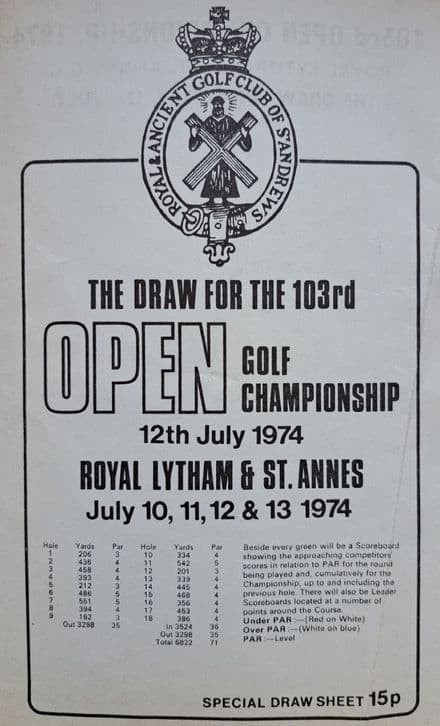 ROYAL & ANCIENT GOLF CLUB OF ST ANDREWS
THE DRAW FOR THE 103rd
OPEN GOLF
CHAMPIONSHIP
12th July 1974
ROYAL LYTHAM & ST. ANNES
July 10, 11, 12 & 13 1974
Hole Yards Par Hole Yards Par
1 206 3 10 334 4
2 436 4 11 542 5
3 458 4 12 201 3
4 393 4 13 339 4
5 212 3 14 445 4
6 486 5 15 468 4
7 551 5 16 356 4
8 394 4 17 453 4
9 162 3 18 386 4
Out 3298 35 In 3524 36
Out 3298 35
Total 6822 71
Beside every green will be a Scoreboard
showing the approaching competitors'
scores in relation to PAR for the round
being played and, cumulatively for the
Championship, up to and including the
previous hole. There will also be Leader
Scoreboards located at a number of
points around the Course.
Under PAR:—(Red on White)
Over PAR:—(White on blue)
PAR:—Level
SPECIAL DRAW SHEET 15p